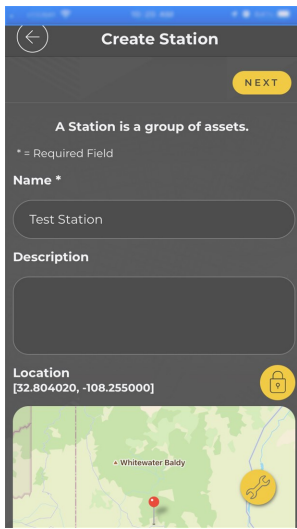 Create Station
NEXT
A Station is a group of assets.
* = Required Field
Name *
Test Station
Description
Location
[32.804020, -108.255000]
Whitewater Baldy